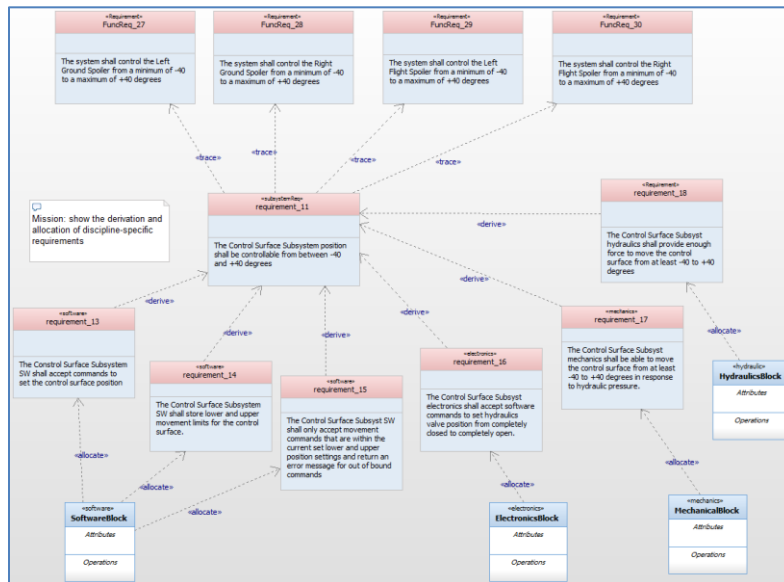 «Requirement»
FuncReq_27
The system shall control the Left
Ground Spoiler from a minimum of -40
to a maximum of +40 degrees
«Requirement»
FuncReq_28
The system shall control the Right
Ground Spoiler from a minimum of -40
to a maximum of +40 degrees
«Requirement»
FuncReq_29
The system shall control the Left
Flight Spoiler from a minimum of -40
to a maximum of +40 degrees
«Requirement»
FuncReq_30
The system shall control the Right
Flight Spoiler from a minimum of -40
to a maximum of +40 degrees
«trace»
«trace»
«trace»
«trace»
Mission: show the derivation and
allocation of discipline-specific
requirements
«subsystemReq»
requirement_11
The Control Surface Subsystem position
shall be controllable from between -40
and +40 degrees
«Requirement»
requirement_18
The Control Surface Subsyst
hydraulics shall provide enough
force to move the control
surface from at least -40 to +40
degrees
«derive»
«derive»
«derive»
«derive»
«derive»
«derive»
«software»
requirement_13
The Constrol Surface Subsystem
SW shall accept commands to
set the control surface position
«software»
requirement_14
The Control Surface Subsystem
SW shall store lower and upper
movement limits for the control
surface.
«software»
requirement_15
The Control Surface Subsyst SW
shall only accept movement
commands that are within the
current set lower and upper
position settings and return an
error message for out of bound
commands
«electronics»
requirement_16
The Control Surface Subsyst
electronics shall accept software
commands to set hydraulics
valve position from completely
closed to completely open.
«mechanics»
requirement_17
The Control Surface Subsyst
mechanics shall be able to move
the control surface from at least
-40 to +40 degrees in response
to hydraulic pressure.
«allocate»
«hydraulic»
HydraulicsBlock
Attributes
Operations
«allocate»
«allocate»
«allocate»
«allocate»
«allocate»
«software»
SoftwareBlock
Attributes
Operations
«electronics»
ElectronicsBlock
Attributes
Operations
«mechanics»
MechanicalBlock
Attributes
Operations